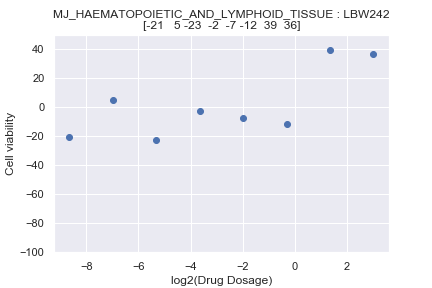 MJ_HAEMATOPOIETIC_AND_LYMPHOID_TISSUE : LBW242
[-21 5 -23 -2 -7 -12 39 36]
40
20
0
−20
−40
−60
−80
−100
Cell viability
−8 −6 −4 −2 0 2
log2(Drug Dosage)